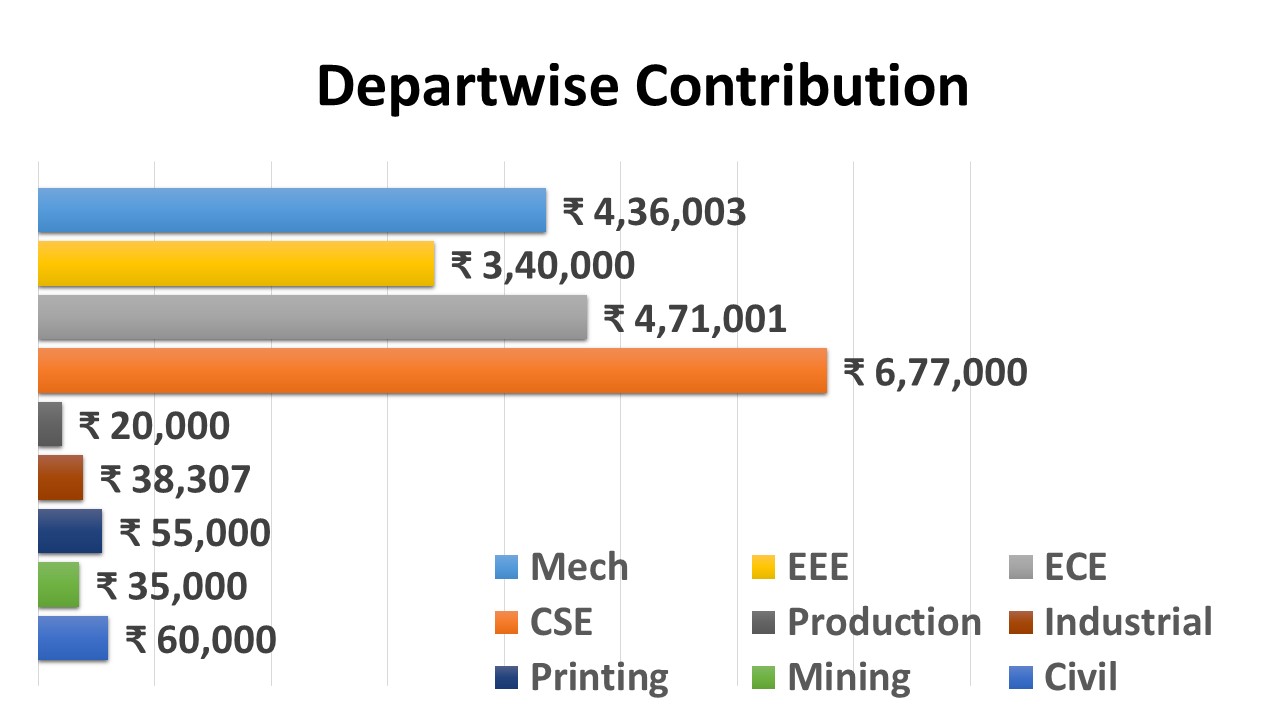 Departwise Contribution
₹ 4,36,003
₹ 3,40,000
₹ 4,71,001
₹ 6,77,000
₹ 20,000
₹ 38,307
₹ 55,000
₹ 35,000
₹ 60,000
Mech EEE ECE
CSE Production Industrial
Printing Mining Civil